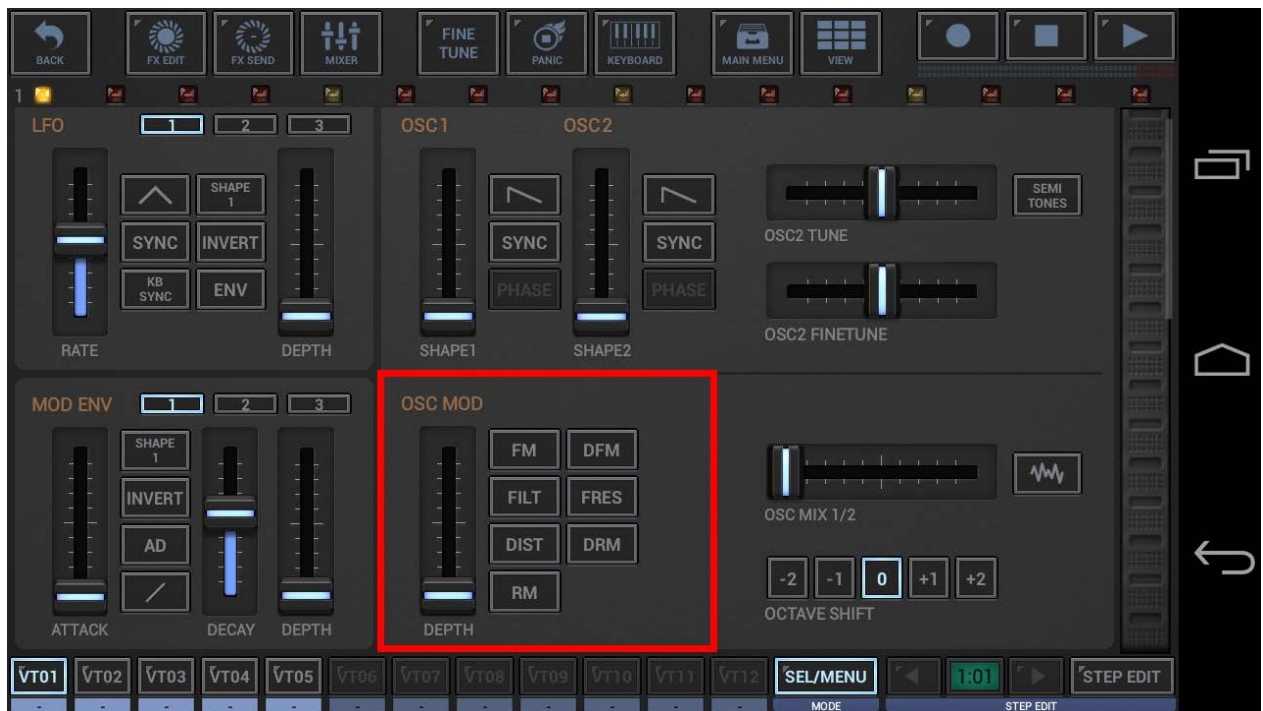 BACK FX EDIT FX SEND MIXER FINE TUNE PANIC KEYBOARD MAIN MENU VIEW
1
LFO 1 2 3 OSC1 OSC2
SHAPE 1 SEMI TONES
SYNC INVERT SYNC SYNC OSC2 TUNE
KB SYNC ENV PHASE PHASE
OSC2 FINETUNE
RATE DEPTH SHAPE1 SHAPE2
MOD ENV 1 2 3 OSC MOD
SHAPE 1 FM DFM
INVERT FILT FRES OSC MIX 1/2
AD DIST DRM
-2 -1 0 +1 +2
RM OCTAVE SHIFT
ATTACK DECAY DEPTH DEPTH
VT01 VT02 VT03 VT04 VT05 VT06 VT07 VT08 VT09 VT10 VT11 VT12 SEL/MENU 1:01 STEP EDIT
- - - - - - - - - - - - MODE STEP EDIT